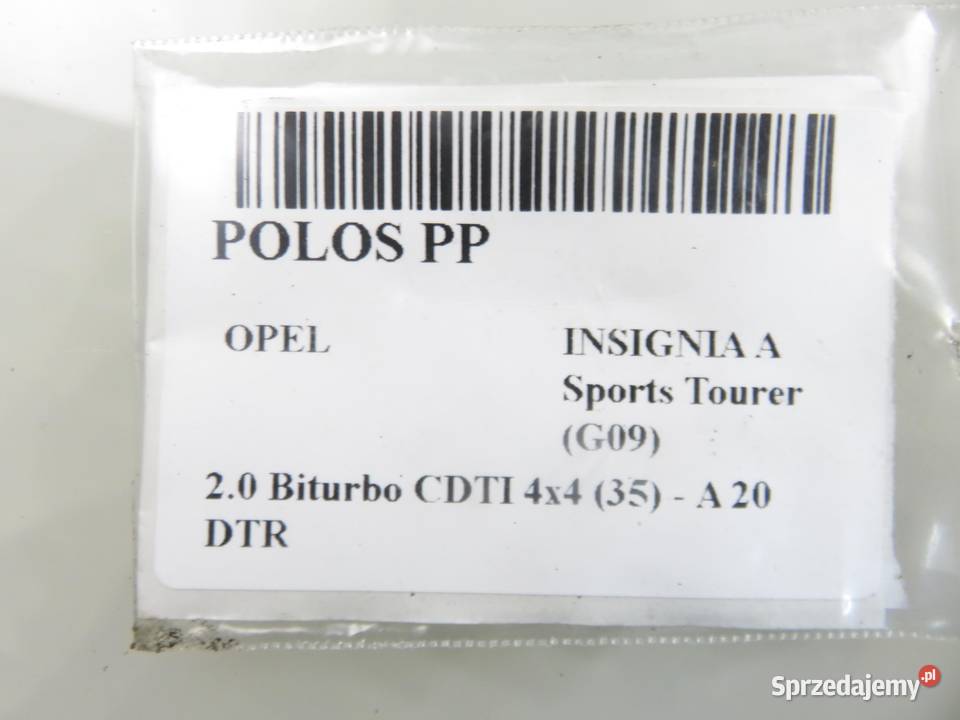 POLOS PP
OPEL
INSIGNIA A
Sports Tourer
(G09)
2.0 Biturbo CDTI 4x4 (35) - A 20
DTR
Sprzedajemy.pl